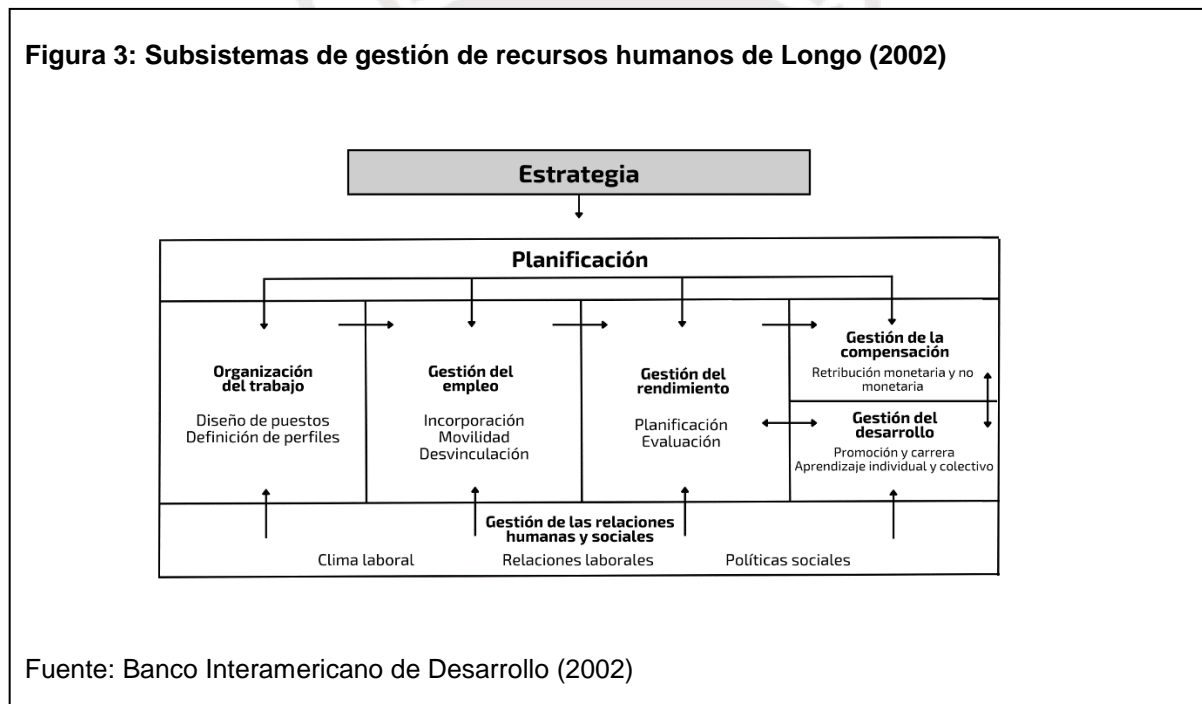 Figura 3: Subsistemas de gestión de recursos humanos de Longo (2002)
Estrategia
Planificación
Organización
del trabajo
Diseño de puestos
Definición de perfiles
Gestión del
empleo
Incorporación
Movilidad
Desvinculación
Gestión del
rendimiento
Planificación
Evaluación
Gestión de la
compensación
Retribución monetaria y no
monetaria
Gestión del
desarrollo
Promoción y carrera
Aprendizaje individual y colectivo
Gestión de las relaciones
humanas y sociales
Clima laboral
Relaciones laborales
Políticas sociales
Fuente: Banco Interamericano de Desarrollo (2002)